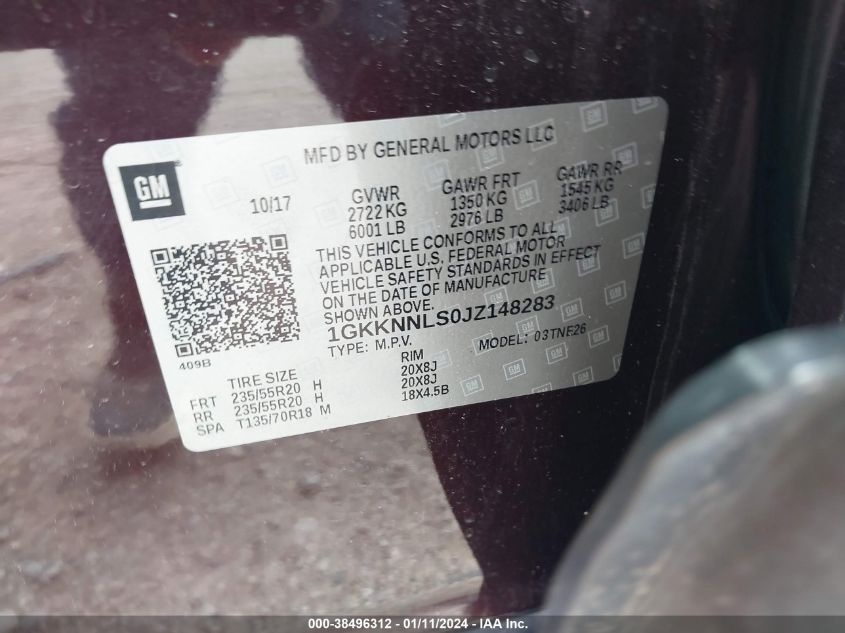 MFD BY GENERAL MOTORS LLC
GM
10/17
GVWR GAWR FRT GAWR RR
2722 KG 1350 KG 1545 KG
6001 LB 2976 LB 3406 LB
THIS VEHICLE CONFORMS TO ALL
APPLICABLE U.S. FEDERAL MOTOR
VEHICLE SAFETY STANDARDS IN EFFECT
ON THE DATE OF MANUFACTURE
SHOWN ABOVE.
1GKKNNLS0JZ148283
TYPE: M.P.V. MODEL: 03TNE26
409B
TIRE SIZE RIM
FRT 235/55R20 H 20X8J
RR 235/55R20 H 20X8J
SPA T135/70R18 M 18X4.5B
000-38496312 - 01/11/2024 - IAA Inc.